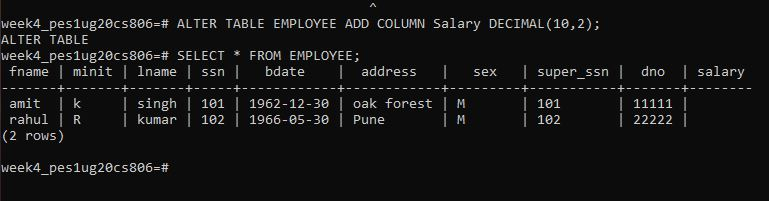 ^
week4_pes1ug20cs806=# ALTER TABLE EMPLOYEE ADD COLUMN Salary DECIMAL(10,2);
ALTER TABLE
week4_pes1ug20cs806=# SELECT * FROM EMPLOYEE;
 fname | minit | lname | ssn |   bdate    |  address   |  sex  | super_ssn |  dno  | salary
-------+-------+-------+-----+------------+------------+-------+-----------+-------+--------
 amit  | k     | singh | 101 | 1962-12-30 | oak forest | M     | 101       | 11111 |
 rahul | R     | kumar | 102 | 1966-05-30 | Pune       | M     | 102       | 22222 |
(2 rows)
week4_pes1ug20cs806=#